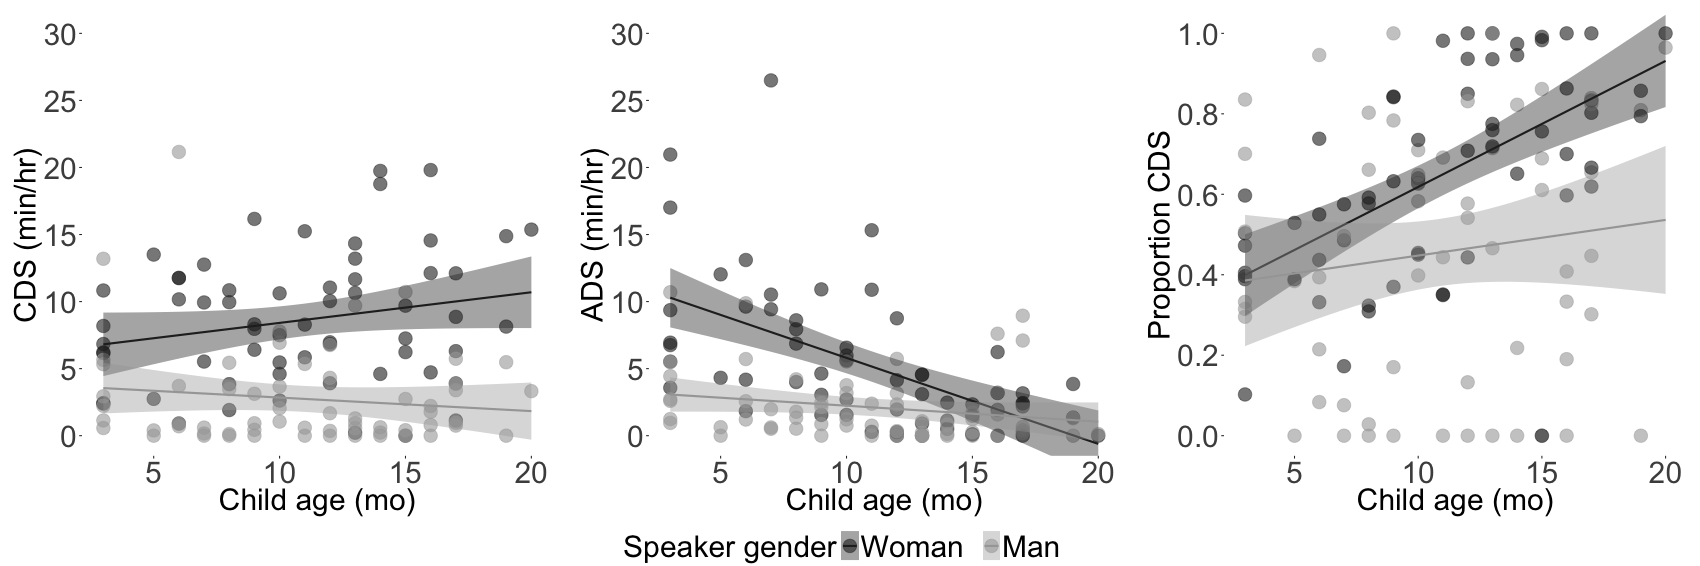 CDS (min/hr)
30
25
20
15
10
5
0
5 10 15 20
Child age (mo)
ADS (min/hr)
30
25
20
15
10
5
0
5 10 15 20
Child age (mo)
Proportion CDS
1.0
0.8
0.6
0.4
0.2
0.0
5 10 15 20
Child age (mo)
Speaker gender Woman Man